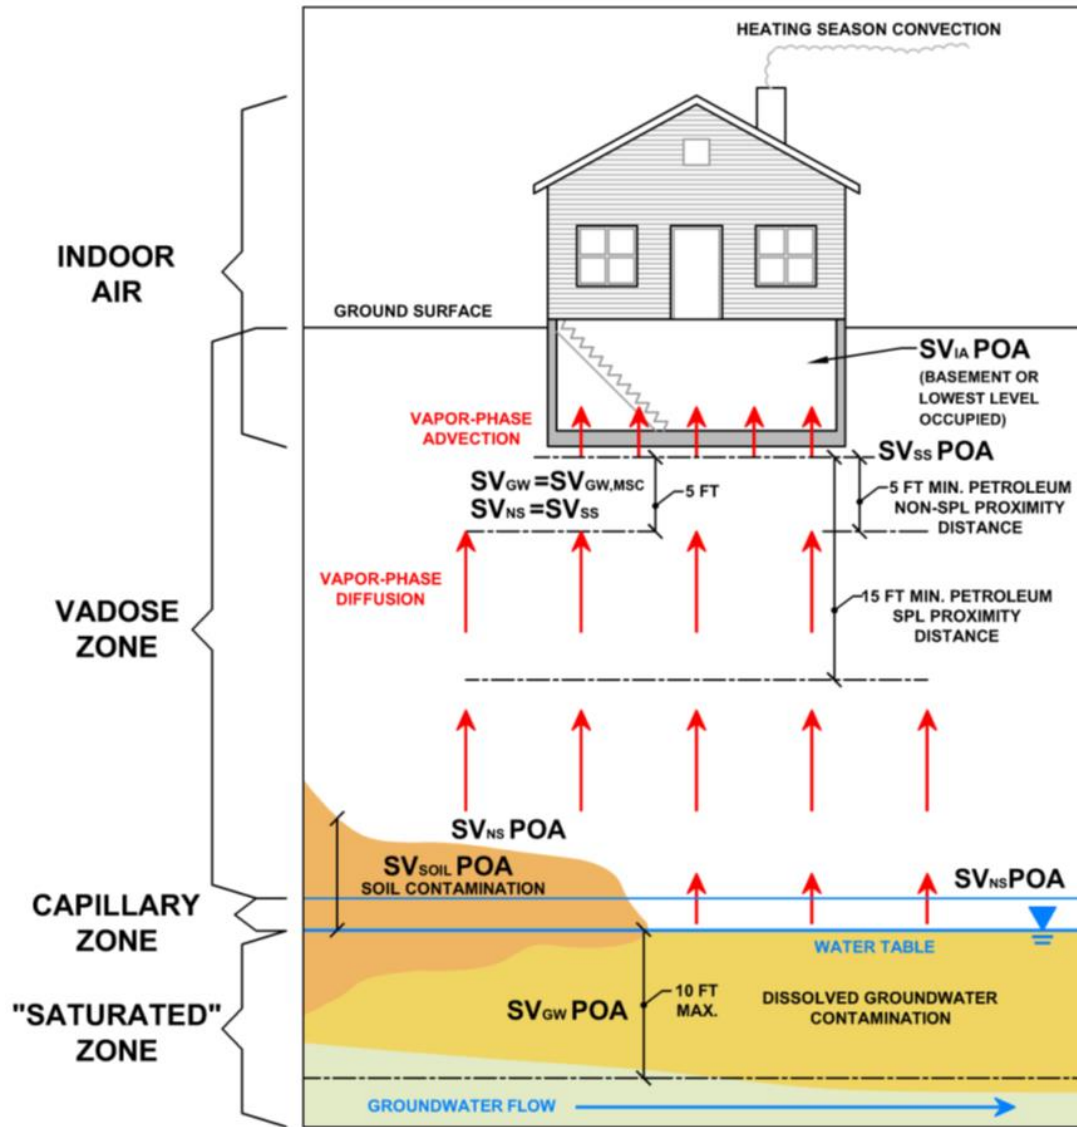 HEATING SEASON CONVECTION
INDOOR
AIR
GROUND SURFACE
SVIA POA
(BASEMENT OR
LOWEST LEVEL
OCCUPIED)
VAPOR-PHASE
ADVECTION
SVSS POA
SVGW =SVGW,MSC
SVNS =SVSS
5 FT
5 FT MIN. PETROLEUM
NON-SPL PROXIMITY
DISTANCE
VAPOR-PHASE
DIFFUSION
VADOSE
ZONE
15 FT MIN. PETROLEUM
SPL PROXIMITY
DISTANCE
SVNS POA
SVSOIL POA
SOIL CONTAMINATION
SVNS POA
CAPILLARY
ZONE
WATER TABLE
"SATURATED"
ZONE
SVGW POA
10 FT
MAX.
DISSOLVED GROUNDWATER
CONTAMINATION
GROUNDWATER FLOW